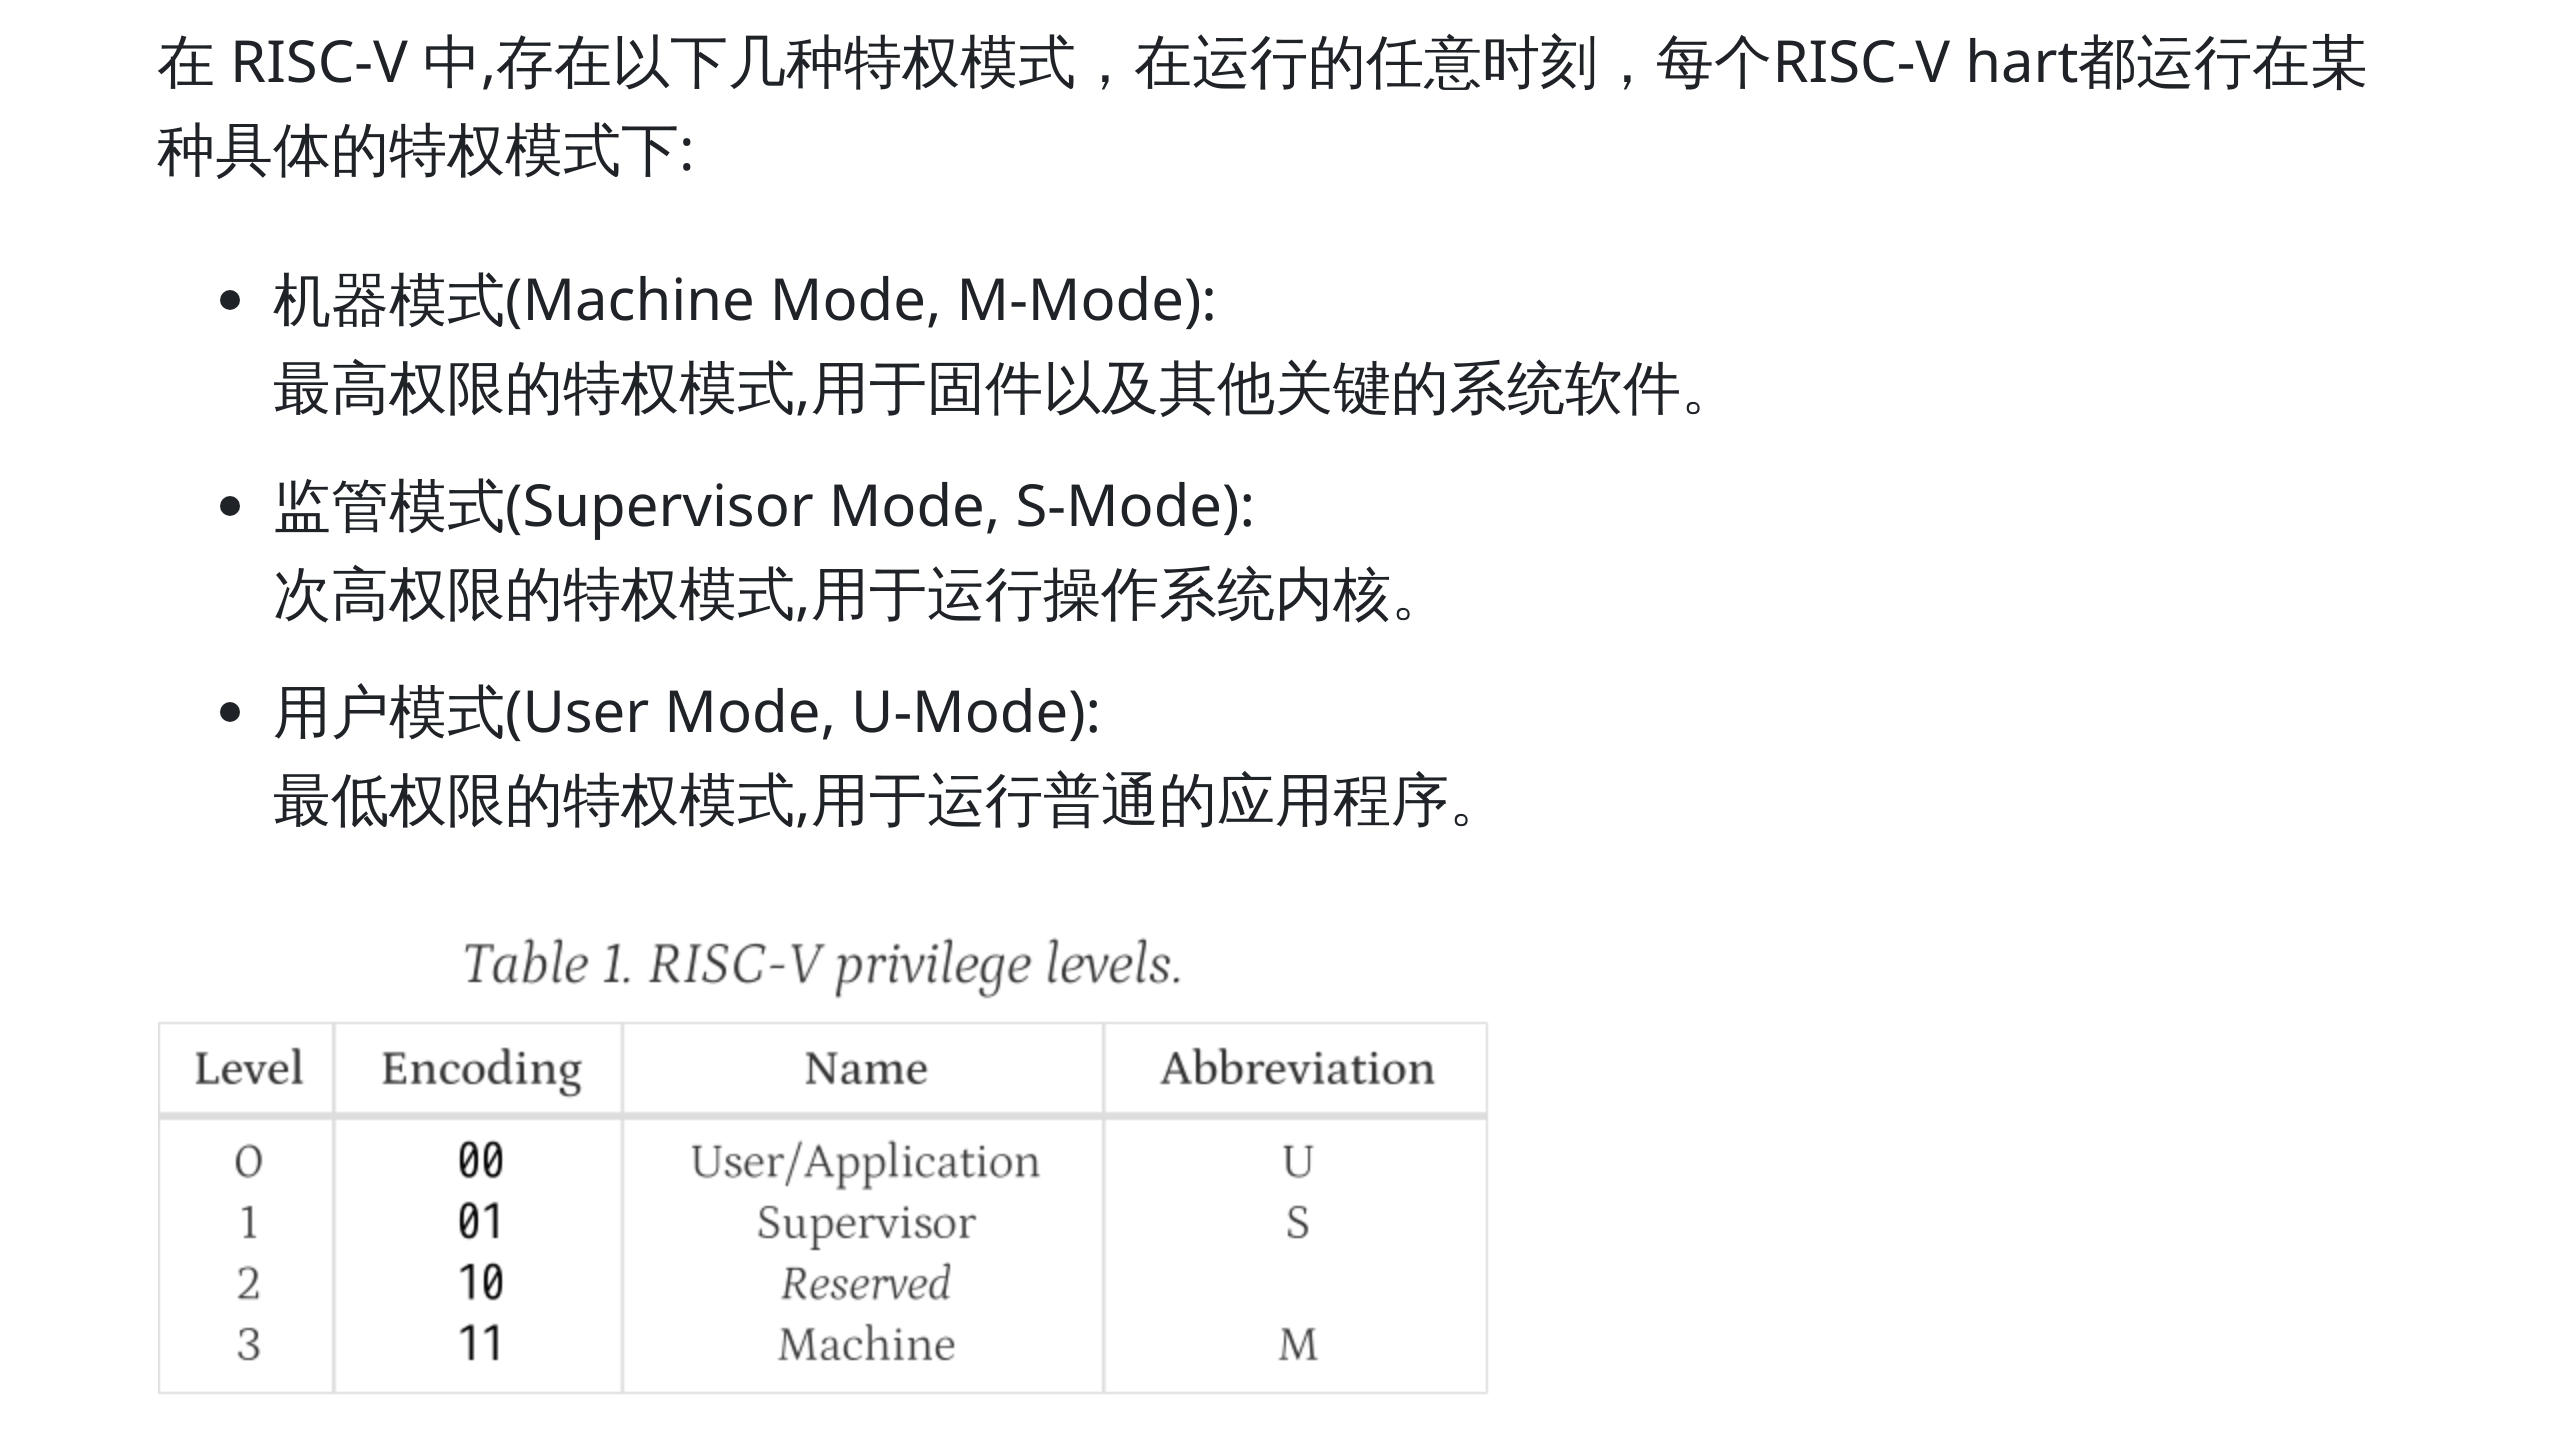 在 RISC-V 中,存在以下几种特权模式，在运行的任意时刻，每个RISC-V hart都运行在某
种具体的特权模式下:
机器模式(Machine Mode, M-Mode):
最高权限的特权模式,用于固件以及其他关键的系统软件。
监管模式(Supervisor Mode, S-Mode):
次高权限的特权模式,用于运行操作系统内核。
用户模式(User Mode, U-Mode):
最低权限的特权模式,用于运行普通的应用程序。
Table 1. RISC-V privilege levels.
Level Encoding Name Abbreviation
0 00 User/Application U
1 01 Supervisor S
2 10 Reserved
3 11 Machine M